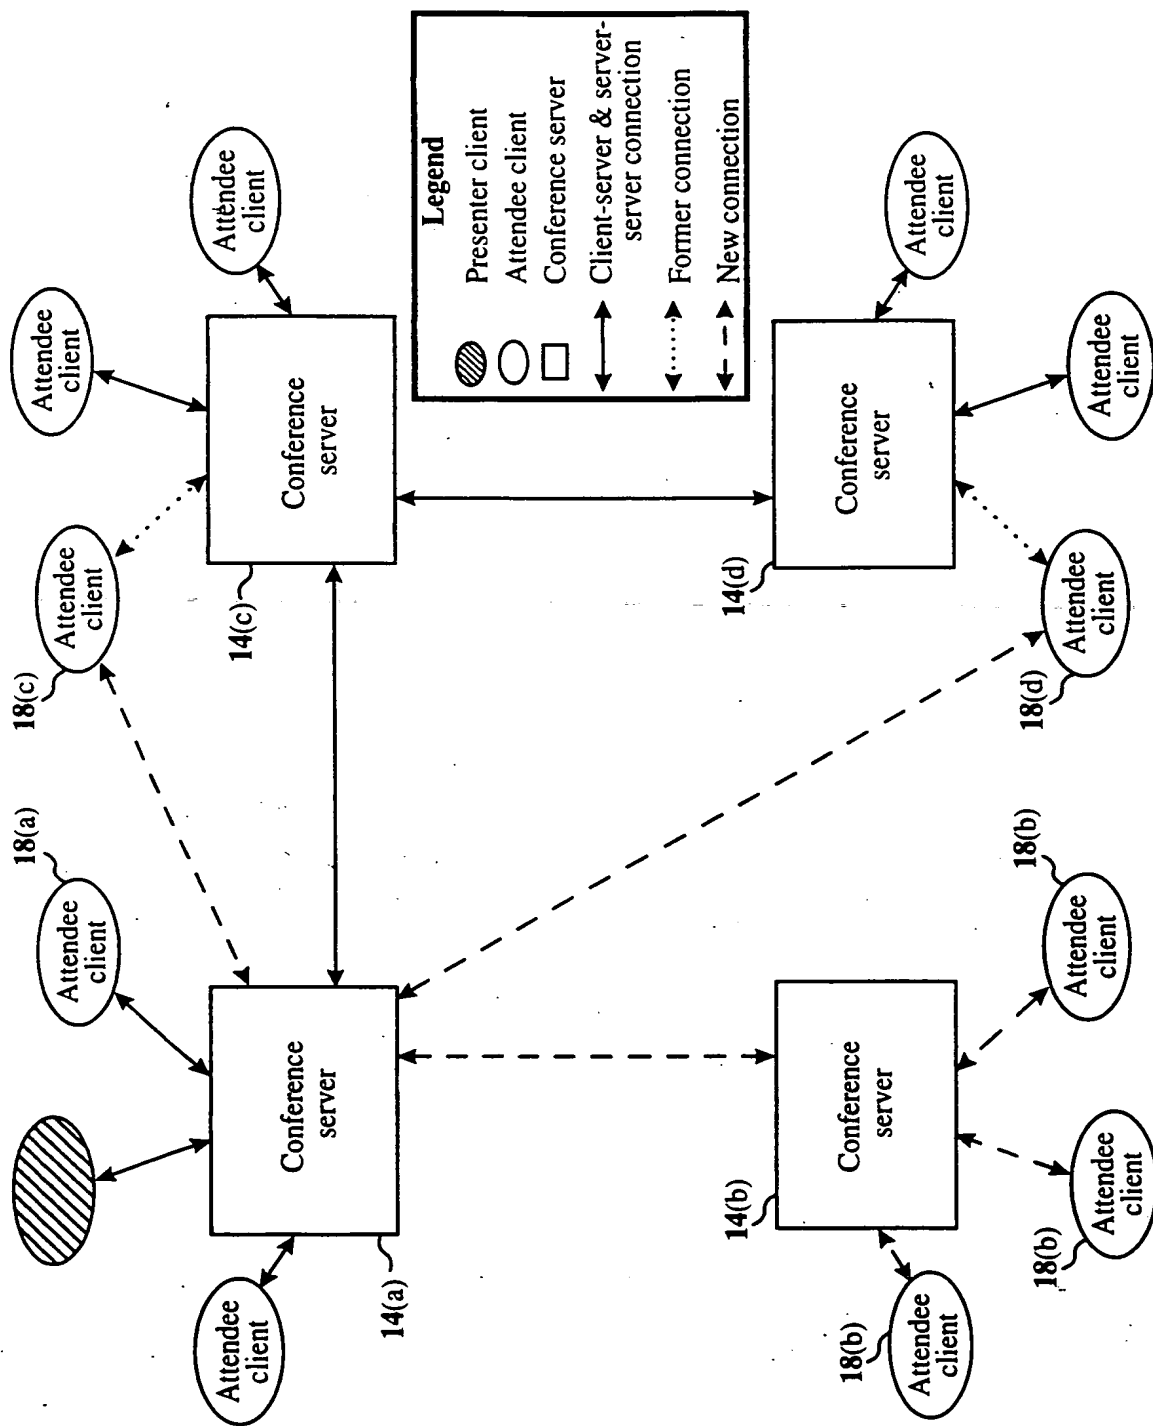 Attendee
client
18(a)
Attendee
client
18(c)
Attendee
client
Attendee
client
Attendee
client
Attendee
client
Conference
server
14(a)
Conference
server
14(c)
Legend
Presenter client
Attendee client
Conference server
Client-server & server-
server connection
Former connection
New connection
Conference
server
14(b)
Conference
server
14(d)
Attendee
client
18(b)
Attendee
client
18(b)
Attendee
client
18(b)
Attendee
client
18(d)
Attendee
client
Attendee
client